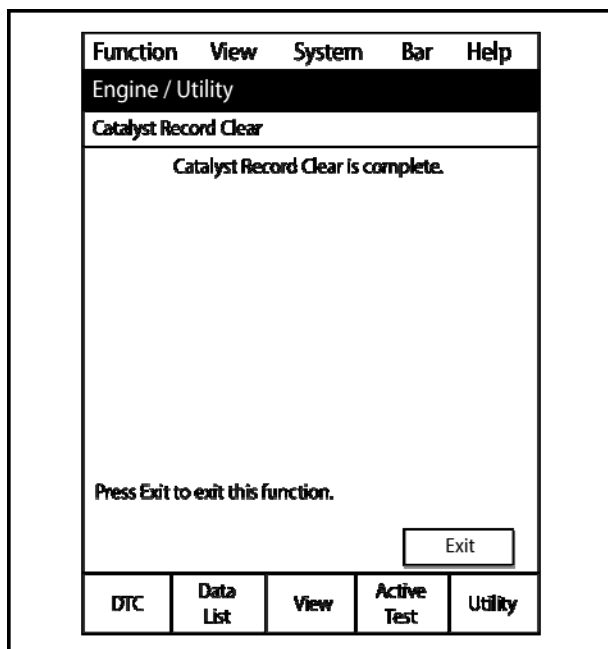 Function View System Bar Help
Engine / Utility
Catalyst Record Clear
Catalyst Record Clear is complete.
Press Exit to exit this function.
Exit
DTC Data List View Active Test Utility